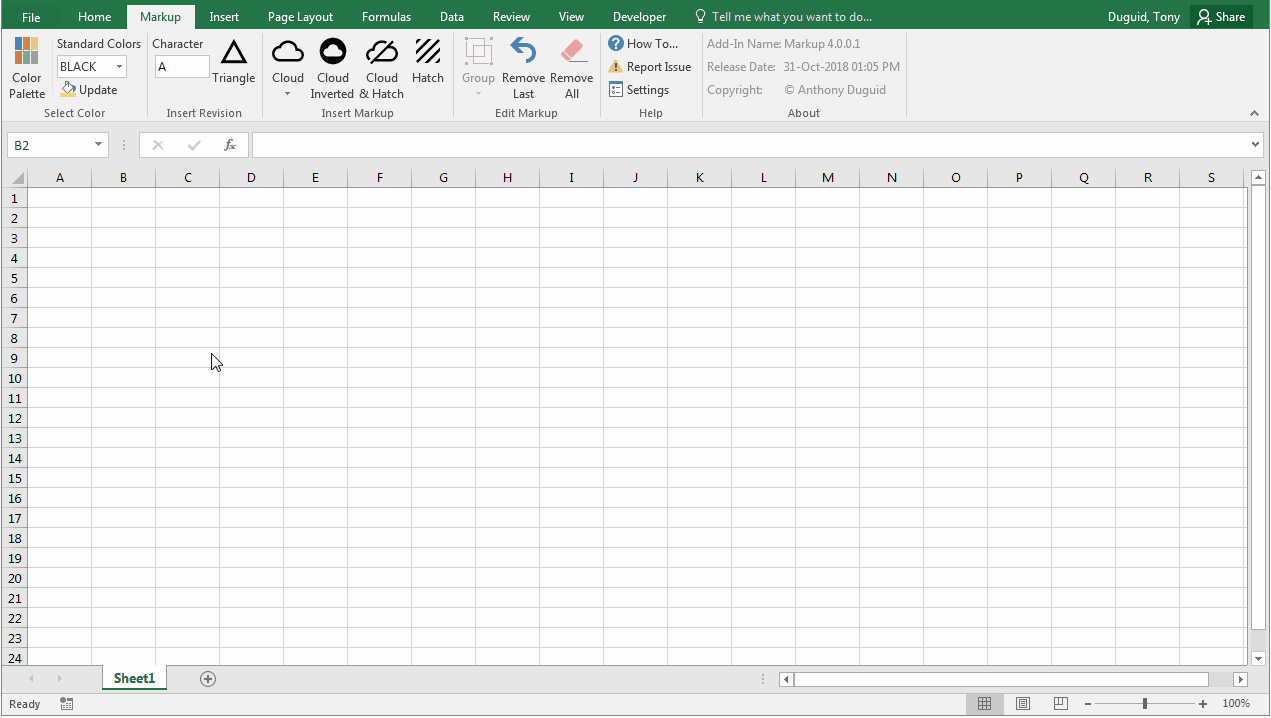 File Home Markup Insert Page Layout Formulas Data Review View Developer Tell me what you want to do... Duguid, Tony Share
Standard Colors Character How To... Add-In Name: Markup 4.0.0.1
BLACK A Report Issue Release Date: 31-Oct-2018 01:05 PM
Color Triangle Cloud Cloud Cloud Hatch Group Remove Remove
Palette Update Inverted & Hatch Last All Settings Copyright: © Anthony Duguid
Select Color Insert Revision Insert Markup Edit Markup Help About
B2 fx
A B C D E F G H I J K L M N O P Q R S
1
2
3
4
5
6
7
8
9
10
11
12
13
14
15
16
17
18
19
20
21
22
23
24
Sheet1
Ready 100%